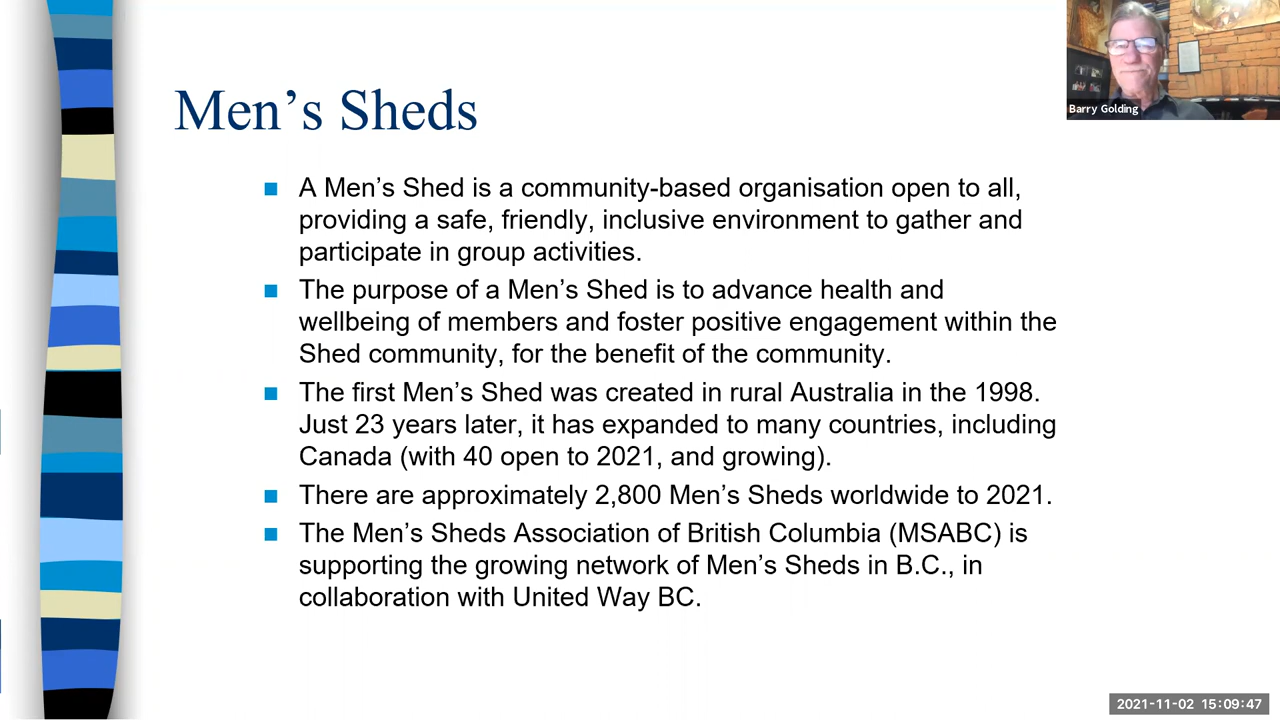 Men’s Sheds
A Men’s Shed is a community-based organisation open to all,
providing a safe, friendly, inclusive environment to gather and
participate in group activities.
The purpose of a Men’s Shed is to advance health and
wellbeing of members and foster positive engagement within the
Shed community, for the benefit of the community.
The first Men’s Shed was created in rural Australia in the 1998.
Just 23 years later, it has expanded to many countries, including
Canada (with 40 open to 2021, and growing).
There are approximately 2,800 Men’s Sheds worldwide to 2021.
The Men’s Sheds Association of British Columbia (MSABC) is
supporting the growing network of Men’s Sheds in B.C., in
collaboration with United Way BC.
Barry Golding
2021-11-02 15:09:47